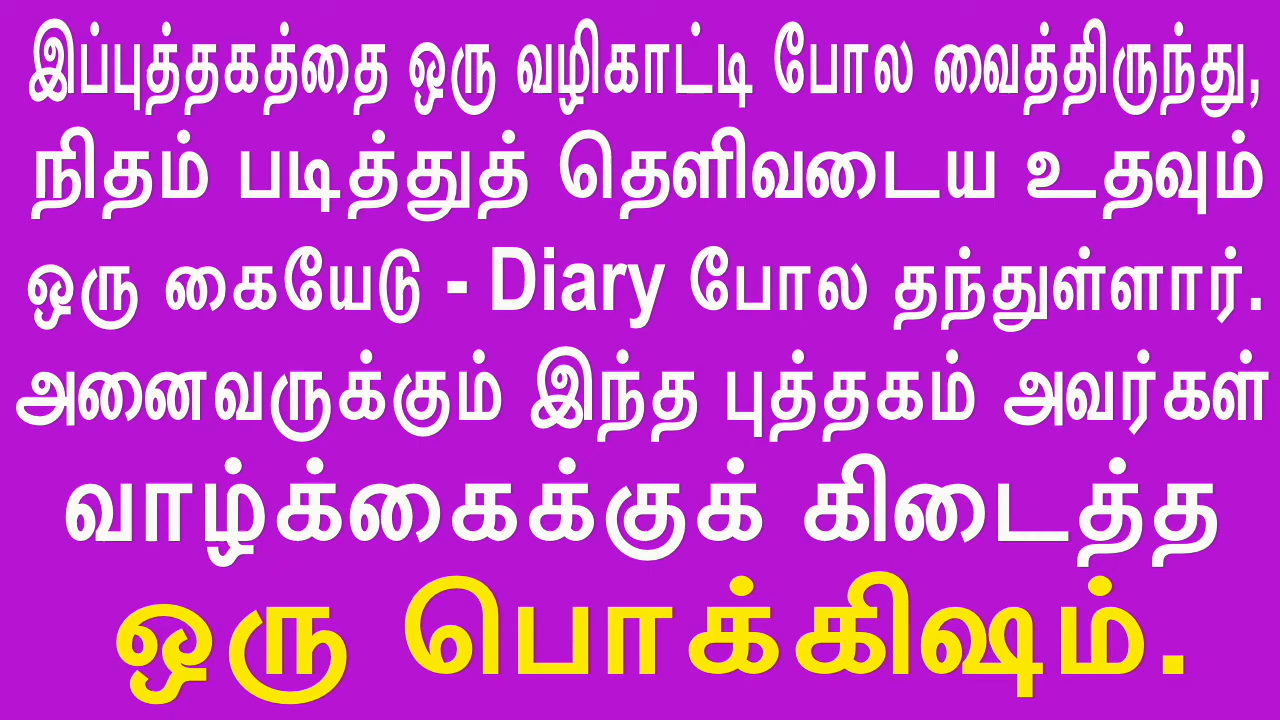 இப்புத்தகத்தை ஒரு வழிகாட்டி போல வைத்திருந்து,
நிதம் படித்துத் தெளிவடைய உதவும்
ஒரு கையேடு - Diary போல தந்துள்ளார்.
அனைவருக்கும் இந்த புத்தகம் அவர்கள்
வாழ்க்கைக்குக் கிடைத்த
ஒரு பொக்கிஷம்.